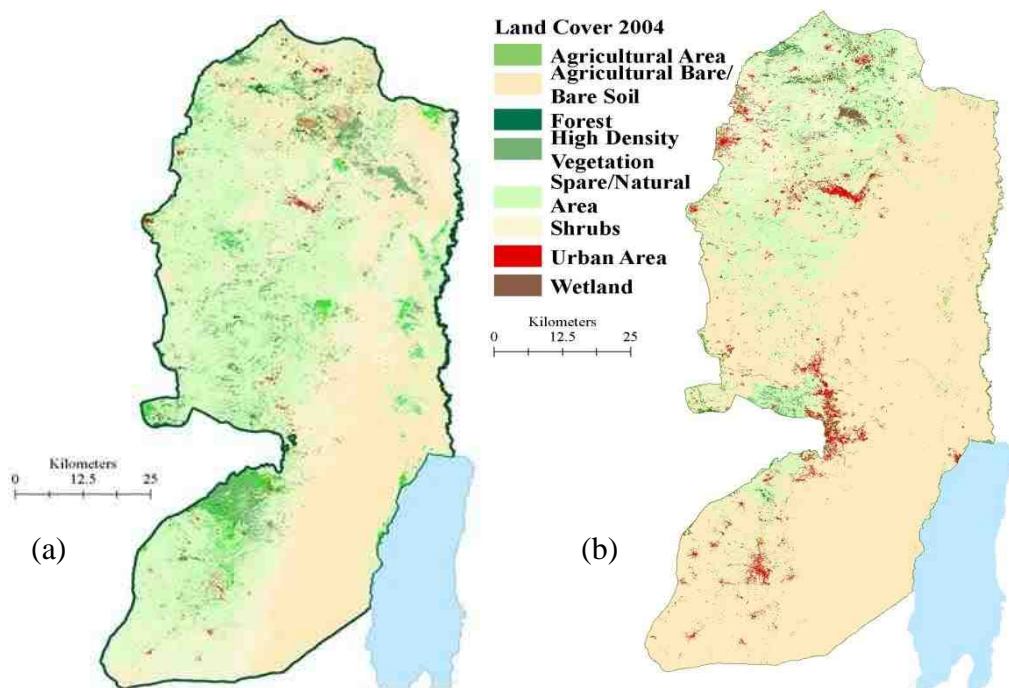 Land Cover 2004
Agricultural Area
Agricultural Bare/
Bare Soil
Forest
High Density
Vegetation
Spare/Natural
Area
Shrubs
Urban Area
Wetland
Kilometers
0 12.5 25
Kilometers
0 12.5 25
(a)
(b)